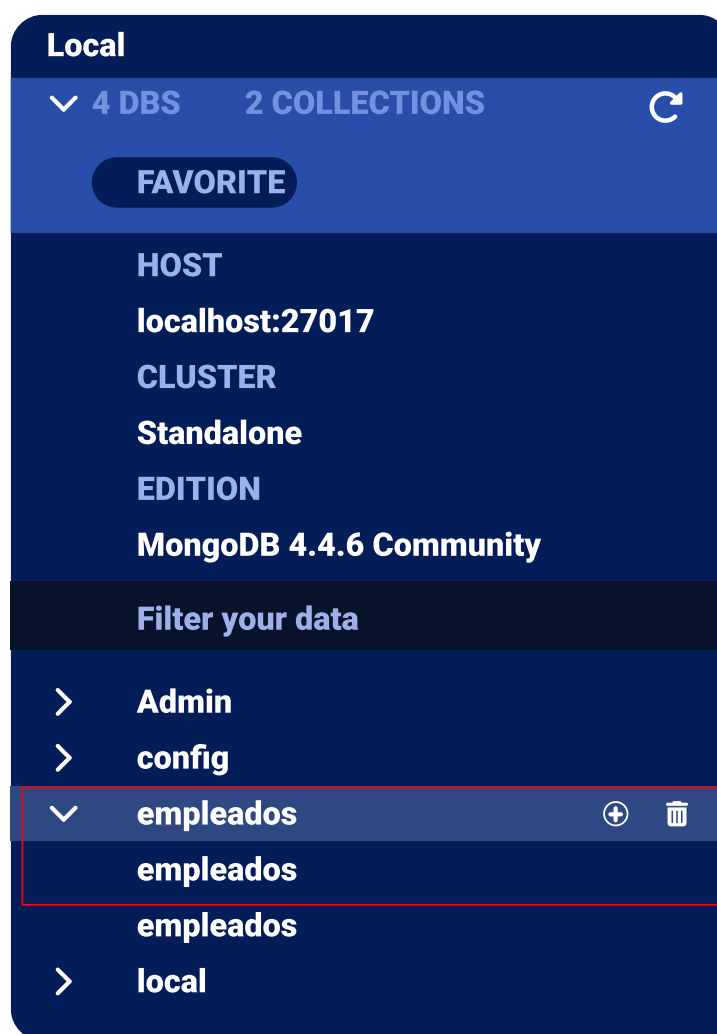 Local
4 DBS 2 COLLECTIONS
FAVORITE
HOST
localhost:27017
CLUSTER
Standalone
EDITION
MongoDB 4.4.6 Community
Filter your data
Admin
config
empleados
empleados
empleados
local